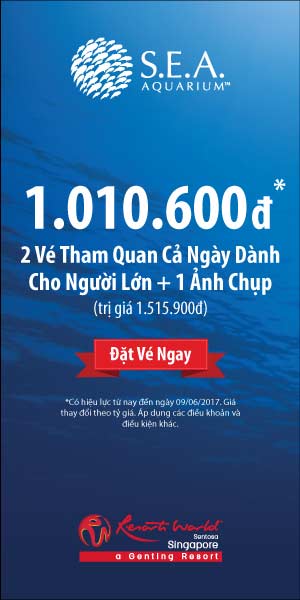 S.E.A.
AQUARIUM™
1.010.600đ*
2 Vé Tham Quan Cả Ngày Dành
Cho Người Lớn + 1 Ảnh Chụp
(trị giá 1.515.900đ)
Đặt Vé Ngay
*Có hiệu lực từ nay đến ngày 09/06/2017. Giá
thay đổi theo tỷ giá. Áp dụng các điều khoản và
điều kiện khác.
Resorts World
Sentosa
Singapore
a Genting Resort